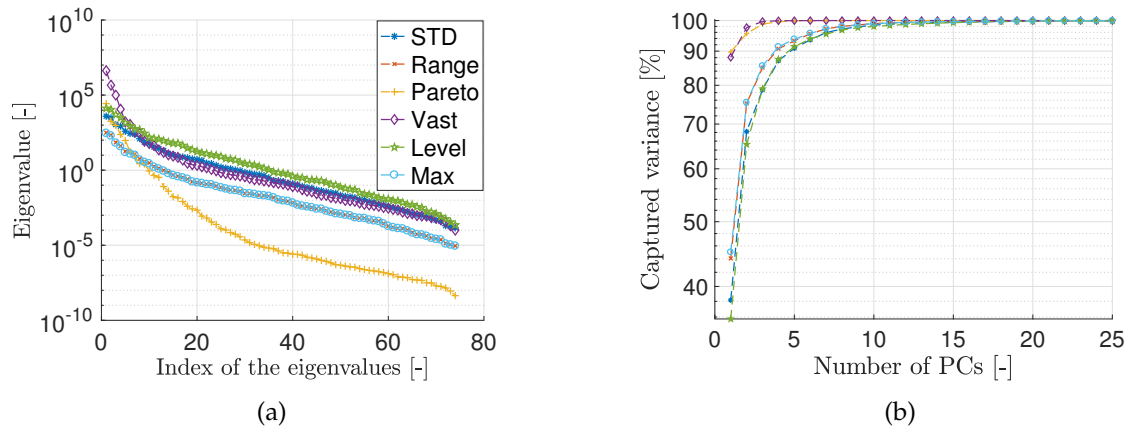 10^10
10^5
10^0
10^-5
10^-10
Eigenvalue [-]
0
20
40
60
80
Index of the eigenvalues [-]
STD
Range
Pareto
Vast
Level
Max
(a)
100
90
80
70
60
50
40
Captured variance [%]
0
5
10
15
20
25
Number of PCs [-]
(b)